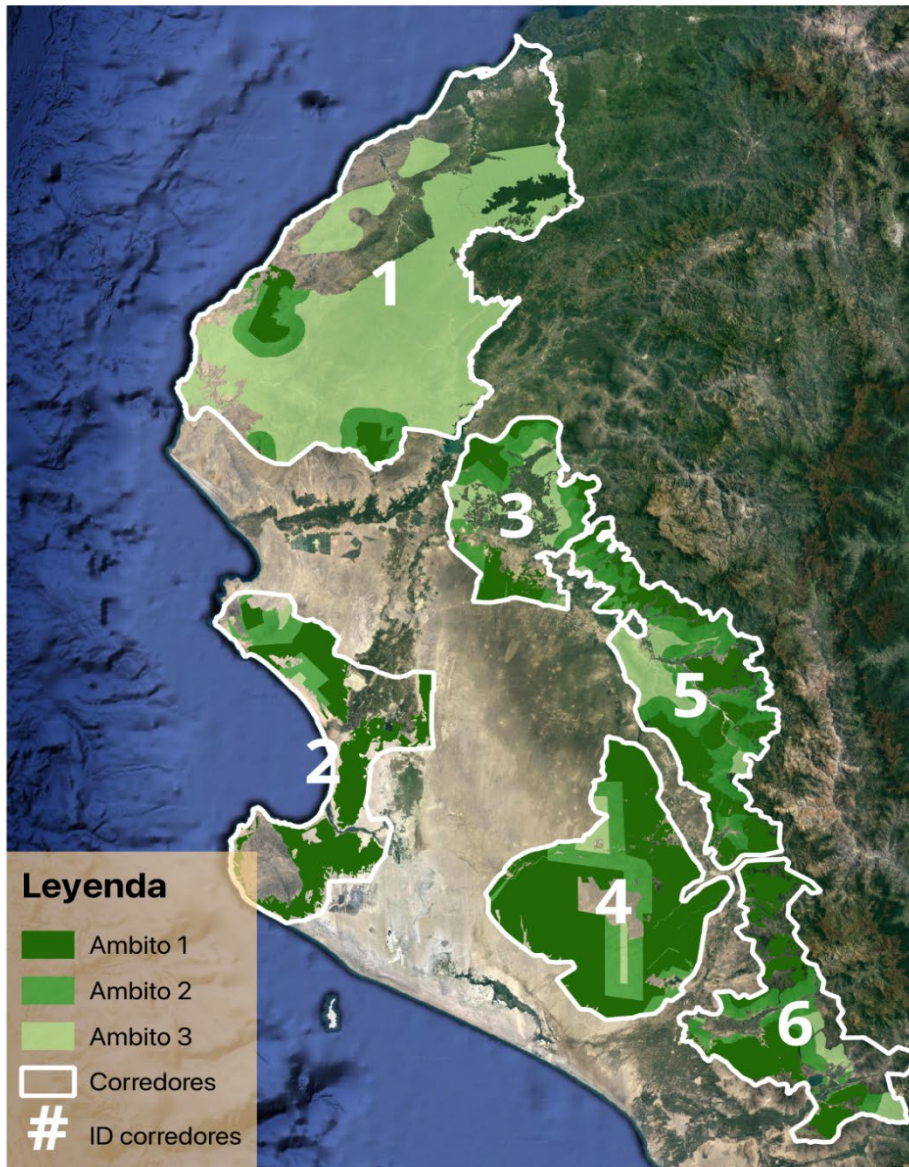 1
3
5
2
4
6
Leyenda
Ambito 1
Ambito 2
Ambito 3
Corredores
# ID corredores